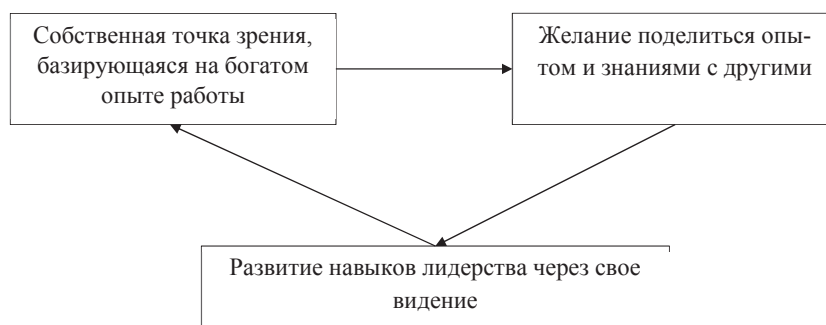 Собственная точка зрения,
базирующаяся на богатом
опыте работы
Желание поделиться опы-
том и знаниями с другими
Развитие навыков лидерства через свое
видение